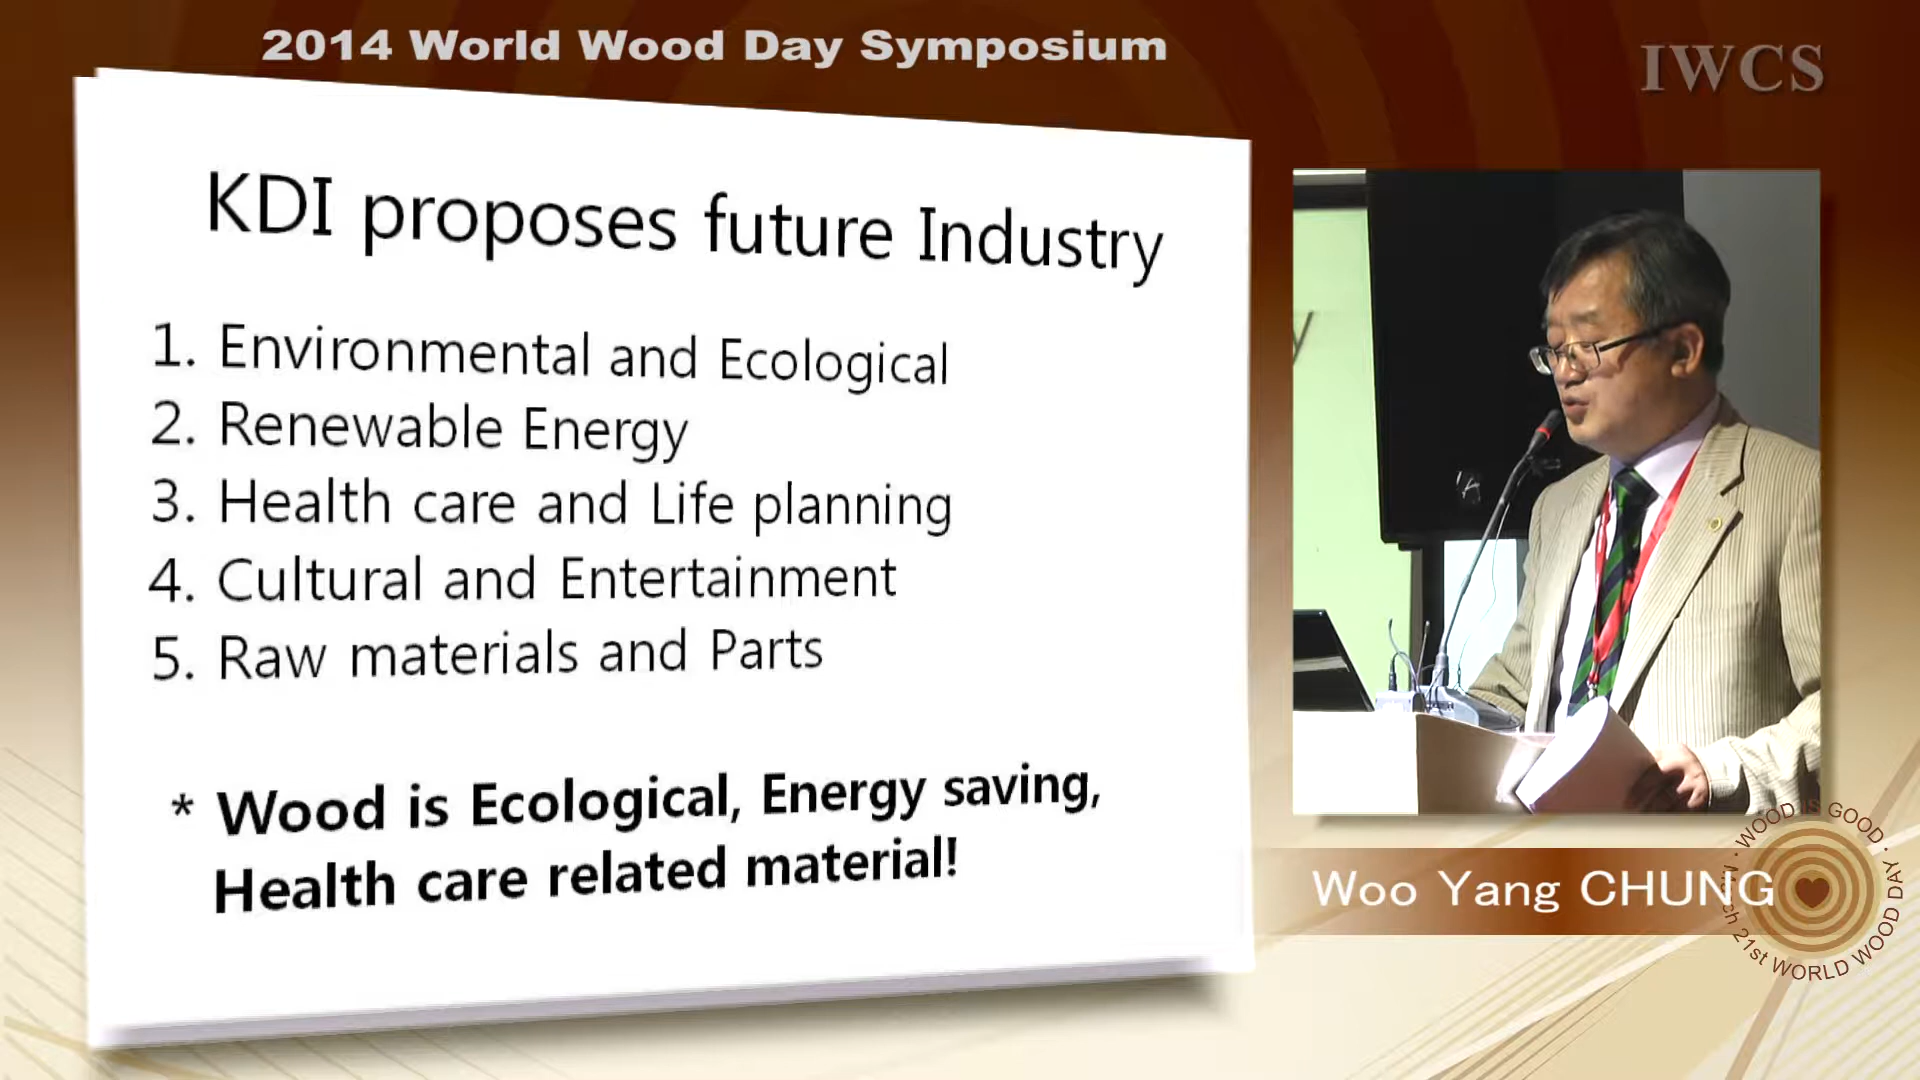 2014 World Wood Day Symposium
IWCS
KDI proposes future Industry
1. Environmental and Ecological
2. Renewable Energy
3. Health care and Life planning
4. Cultural and Entertainment
5. Raw materials and Parts
* Wood is Ecological, Energy saving,
Health care related material!
Woo Yang CHUNG
· WOOD IS GOOD ·
March 21st WORLD WOOD DAY